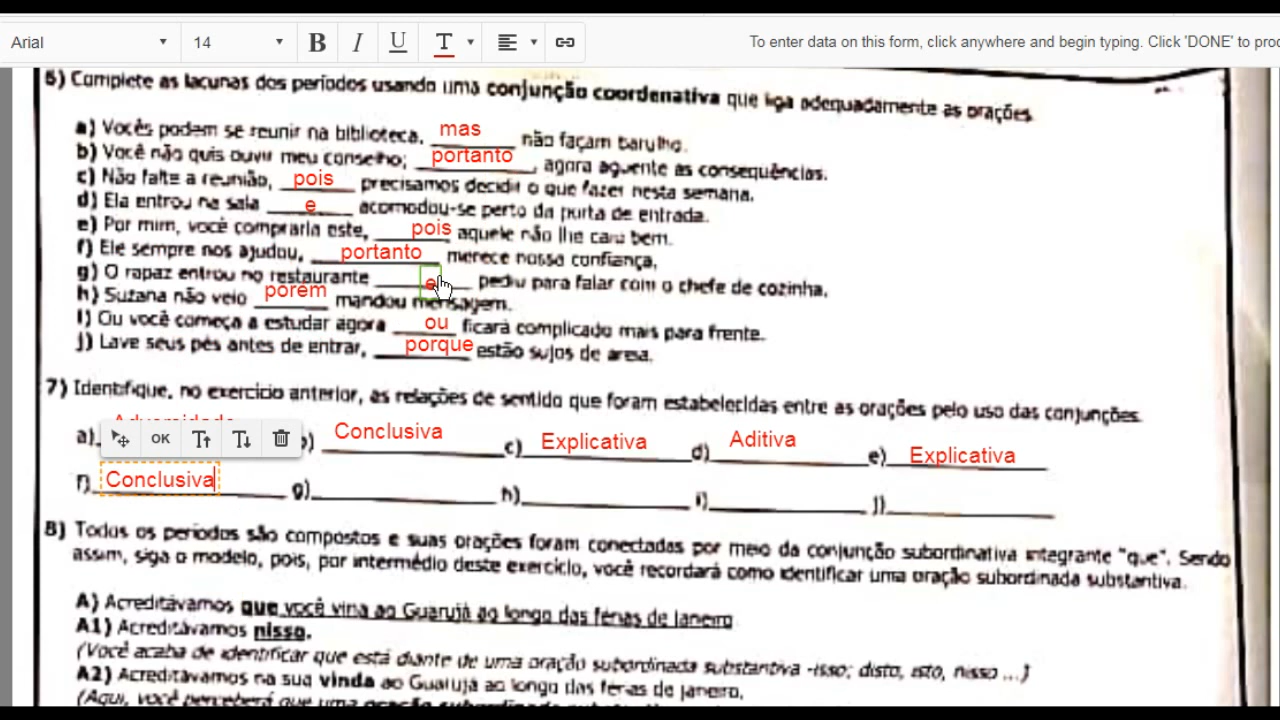 Arial 14 B I U T To enter data on this form, click anywhere and begin typing. Click 'DONE' to proc
6) Complete as lacunas dos períodos usando uma conjunção coordenativa que liga adequadamente as orações
a) Vocês podem se reunir na biblioteca, mas não façam barulho.
b) Você não quis ouvir meu conselho; portanto, agora aguente as consequências.
c) Não falte a reunião, pois precisamos decidir o que fazer nesta semana.
d) Ela entrou na sala e acomodou-se perto da porta de entrada.
e) Por mim, você compraria este, pois aquele não lhe caiu bem.
f) Ele sempre nos ajudou, portanto merece nossa confiança,
g) O rapaz entrou no restaurante e pediu para falar com o chefe de cozinha.
h) Suzana não veio porém mandou mensagem.
i) Ou você começa a estudar agora ou ficará complicado mais para frente.
j) Lave seus pés antes de entrar, porque estão sujos de areia.
7) Identifique, no exercício anterior, as relações de sentido que foram estabelecidas entre as orações pelo uso das conjunções.
a) b) Conclusiva c) Explicativa d) Aditiva e) Explicativa
OK
f) Conclusiva g) h) i) j)
8) Todos os períodos são compostos e suas orações foram conectadas por meio da conjunção subordinativa integrante "que". Sendo
assim, siga o modelo, pois, por intermédio deste exercício, você recordará como identificar uma oração subordinada substantiva.
A) Acreditávamos que você viria ao Guarujá ao longo das férias de janeiro
A1) Acreditávamos nisso.
(Você acaba de identificar que está diante de uma oração subordinada substantiva -isso; disto, isto, nisso ...)
A2) Acreditávamos na sua vinda ao Guarujá ao longo das férias de janeiro.
(Aqui, você perceberá que uma oração subordinada